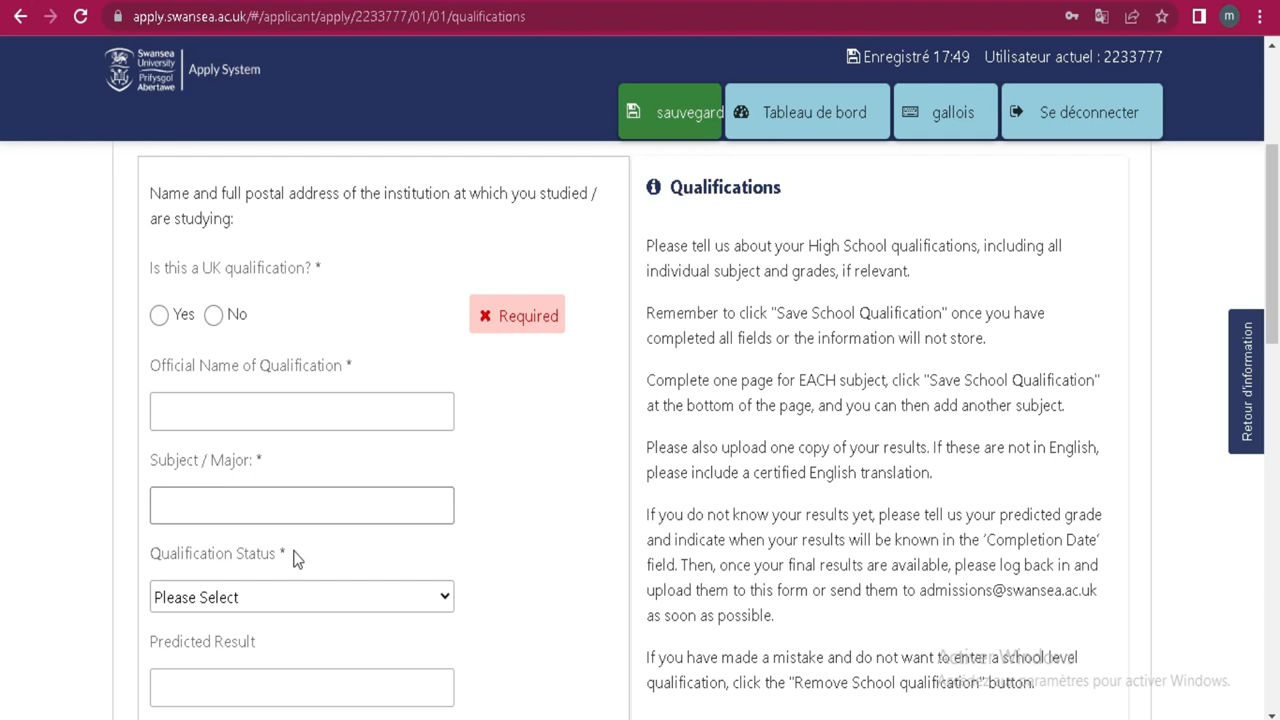 apply.swansea.ac.uk/#/applicant/apply/2233777/01/01/qualifications
m
Swansea
University
Prifysgol
Abertawe
Apply System
Enregistré 17:49 Utilisateur actuel : 2233777
sauvegard
Tableau de bord
gallois
Se déconnecter
Name and full postal address of the institution at which you studied /
are studying:
Is this a UK qualification? *
Yes No
Required
Official Name of Qualification *
Subject / Major: *
Qualification Status *
Please Select
Predicted Result
Qualifications
Please tell us about your High School qualifications, including all
individual subject and grades, if relevant.
Remember to click "Save School Qualification" once you have
completed all fields or the information will not store.
Complete one page for EACH subject, click "Save School Qualification"
at the bottom of the page, and you can then add another subject.
Please also upload one copy of your results. If these are not in English,
please include a certified English translation.
If you do not know your results yet, please tell us your predicted grade
and indicate when your results will be known in the ‘Completion Date’
field. Then, once your final results are available, please log back in and
upload them to this form or send them to admissions@swansea.ac.uk
as soon as possible.
If you have made a mistake and do not want to enter a school level
qualification, click the "Remove School qualification" button.
Retour d'information
Activer Windows
Accédez aux paramètres pour activer Windows.